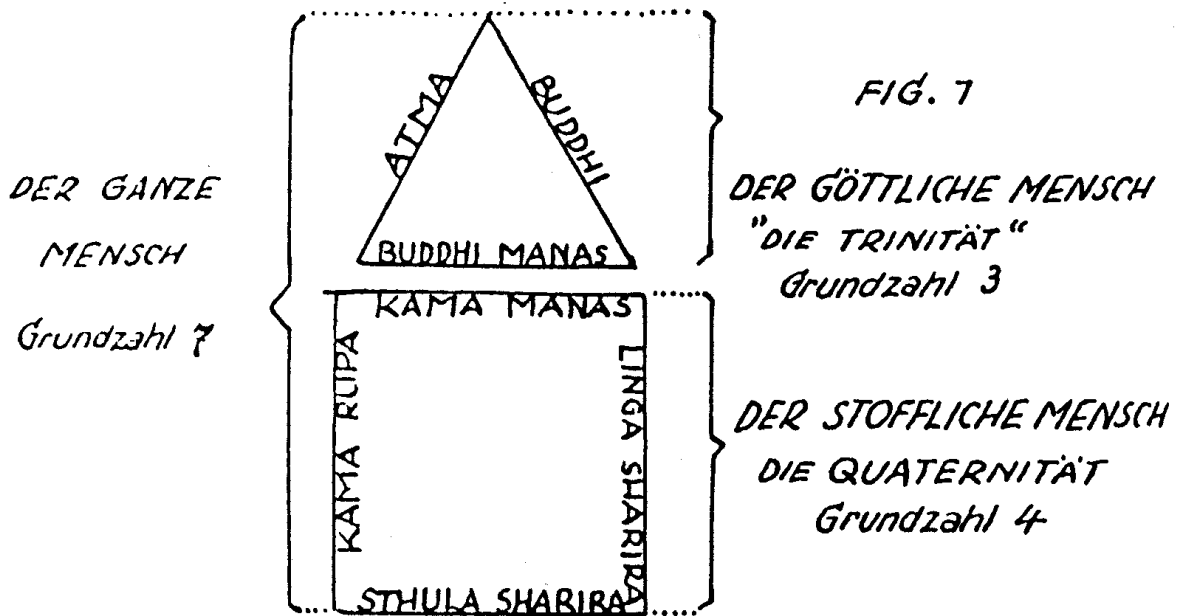 FIG. 7
DER GANZE
MENSCH
Grundzahl 7
ATMA
BUDDHI
BUDDHI MANAS
KAMA MANAS
KAMA RUPA
LINGA SHARIRA
STHULA SHARIRA
DER GÖTTLICHE MENSCH
"DIE TRINITÄT“
Grundzahl 3
DER STOFFLICHE MENSCH
DIE QUATERNITÄT
Grundzahl 4